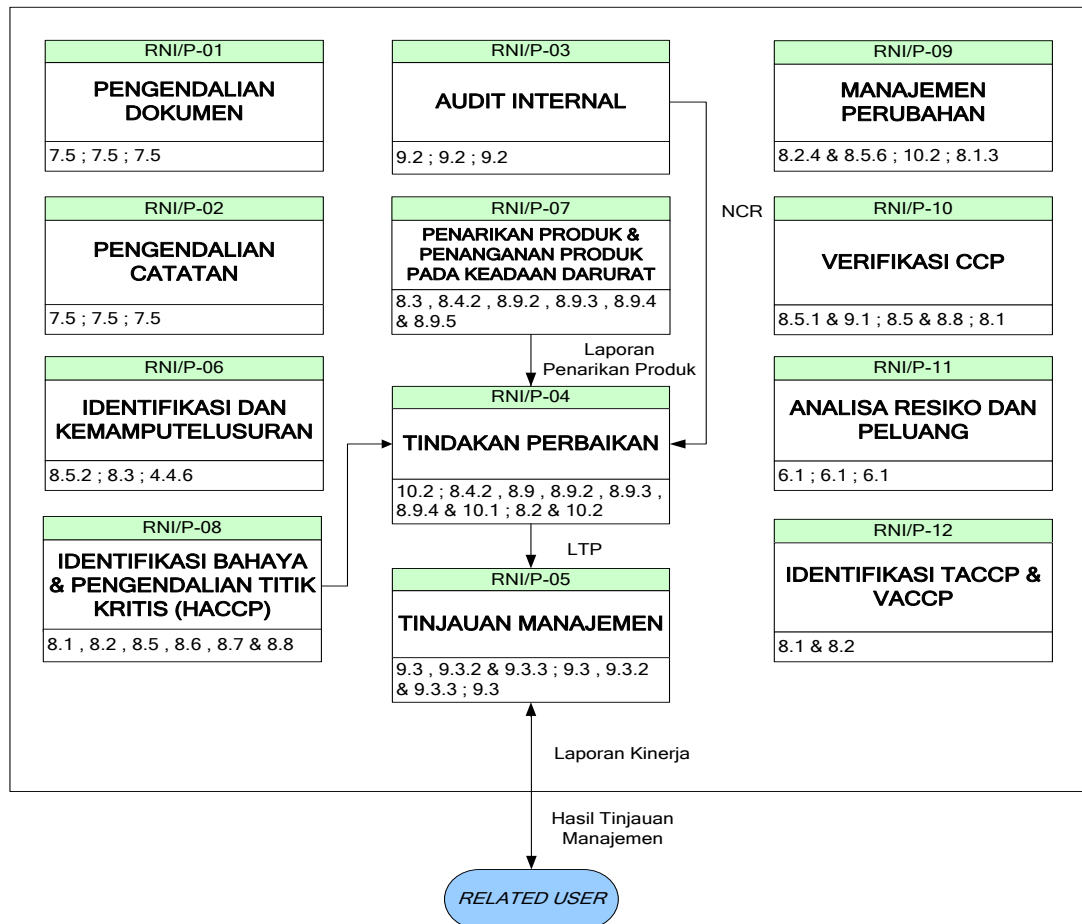 RNI/P-01
PENGENDALIAN
DOKUMEN
7.5 ; 7.5 ; 7.5
RNI/P-03
AUDIT INTERNAL
9.2 ; 9.2 ; 9.2
RNI/P-09
MANAJEMEN
PERUBAHAN
8.2.4 & 8.5.6 ; 10.2 ; 8.1.3
RNI/P-02
PENGENDALIAN
CATATAN
7.5 ; 7.5 ; 7.5
RNI/P-07
PENARIKAN PRODUK &
PENANGANAN PRODUK
PADA KEADAAN DARURAT
8.3 , 8.4.2 , 8.9.2 , 8.9.3 , 8.9.4
& 8.9.5
NCR
RNI/P-10
VERIFIKASI CCP
8.5.1 & 9.1 ; 8.5 & 8.8 ; 8.1
Laporan
Penarikan Produk
RNI/P-06
IDENTIFIKASI DAN
KEMAMPUTELUSURAN
8.5.2 ; 8.3 ; 4.4.6
RNI/P-04
TINDAKAN PERBAIKAN
10.2 ; 8.4.2 , 8.9 , 8.9.2 , 8.9.3 ,
8.9.4 & 10.1 ; 8.2 & 10.2
RNI/P-11
ANALISA RESIKO DAN
PELUANG
6.1 ; 6.1 ; 6.1
RNI/P-08
IDENTIFIKASI BAHAYA
& PENGENDALIAN TITIK
KRITIS (HACCP)
8.1 , 8.2 , 8.5 , 8.6 , 8.7 & 8.8
LTP
RNI/P-05
TINJAUAN MANAJEMEN
9.3 , 9.3.2 & 9.3.3 ; 9.3 , 9.3.2
& 9.3.3 ; 9.3
RNI/P-12
IDENTIFIKASI TACCP &
VACCP
8.1 & 8.2
Laporan Kinerja
Hasil Tinjauan
Manajemen
RELATED USER